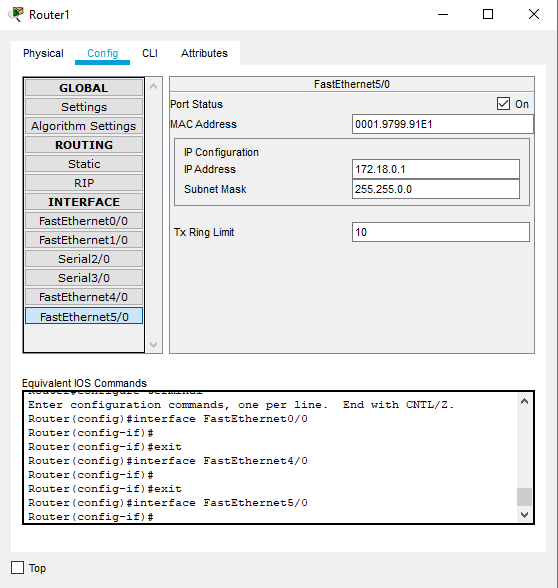 Router1
Physical Config CLI Attributes
GLOBAL
Settings
Algorithm Settings
ROUTING
Static
RIP
INTERFACE
FastEthernet0/0
FastEthernet1/0
Serial2/0
Serial3/0
FastEthernet4/0
FastEthernet5/0
FastEthernet5/0
Port Status On
MAC Address 0001.9799.91E1
IP Configuration
IP Address 172.18.0.1
Subnet Mask 255.255.0.0
Tx Ring Limit 10
Equivalent IOS Commands
Router#configure terminal
Enter configuration commands, one per line. End with CNTL/Z.
Router(config)#interface FastEthernet0/0
Router(config-if)#
Router(config-if)#exit
Router(config)#interface FastEthernet4/0
Router(config-if)#
Router(config-if)#exit
Router(config)#interface FastEthernet5/0
Router(config-if)#
Top